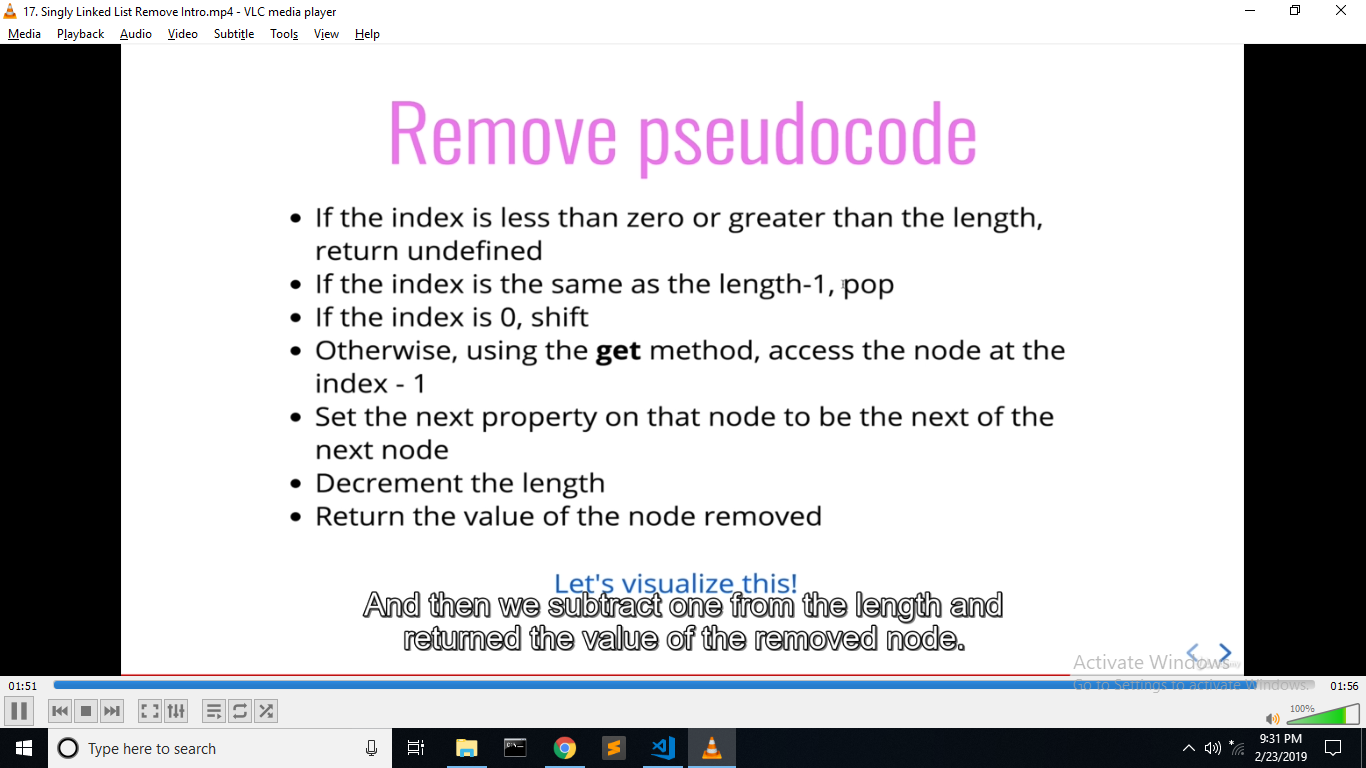 17. Singly Linked List Remove Intro.mp4 - VLC media player
Media Playback Audio Video Subtitle Tools View Help
Remove pseudocode
• If the index is less than zero or greater than the length,
return undefined
• If the index is the same as the length-1, pop
• If the index is 0, shift
• Otherwise, using the get method, access the node at the
index - 1
• Set the next property on that node to be the next of the
next node
• Decrement the length
• Return the value of the node removed
Let's visualize this!
And then we subtract one from the length and
returned the value of the removed node.
Activate Windows
Go to Settings to activate Windows.
01:51
01:56
100%
Type here to search
9:31 PM
2/23/2019